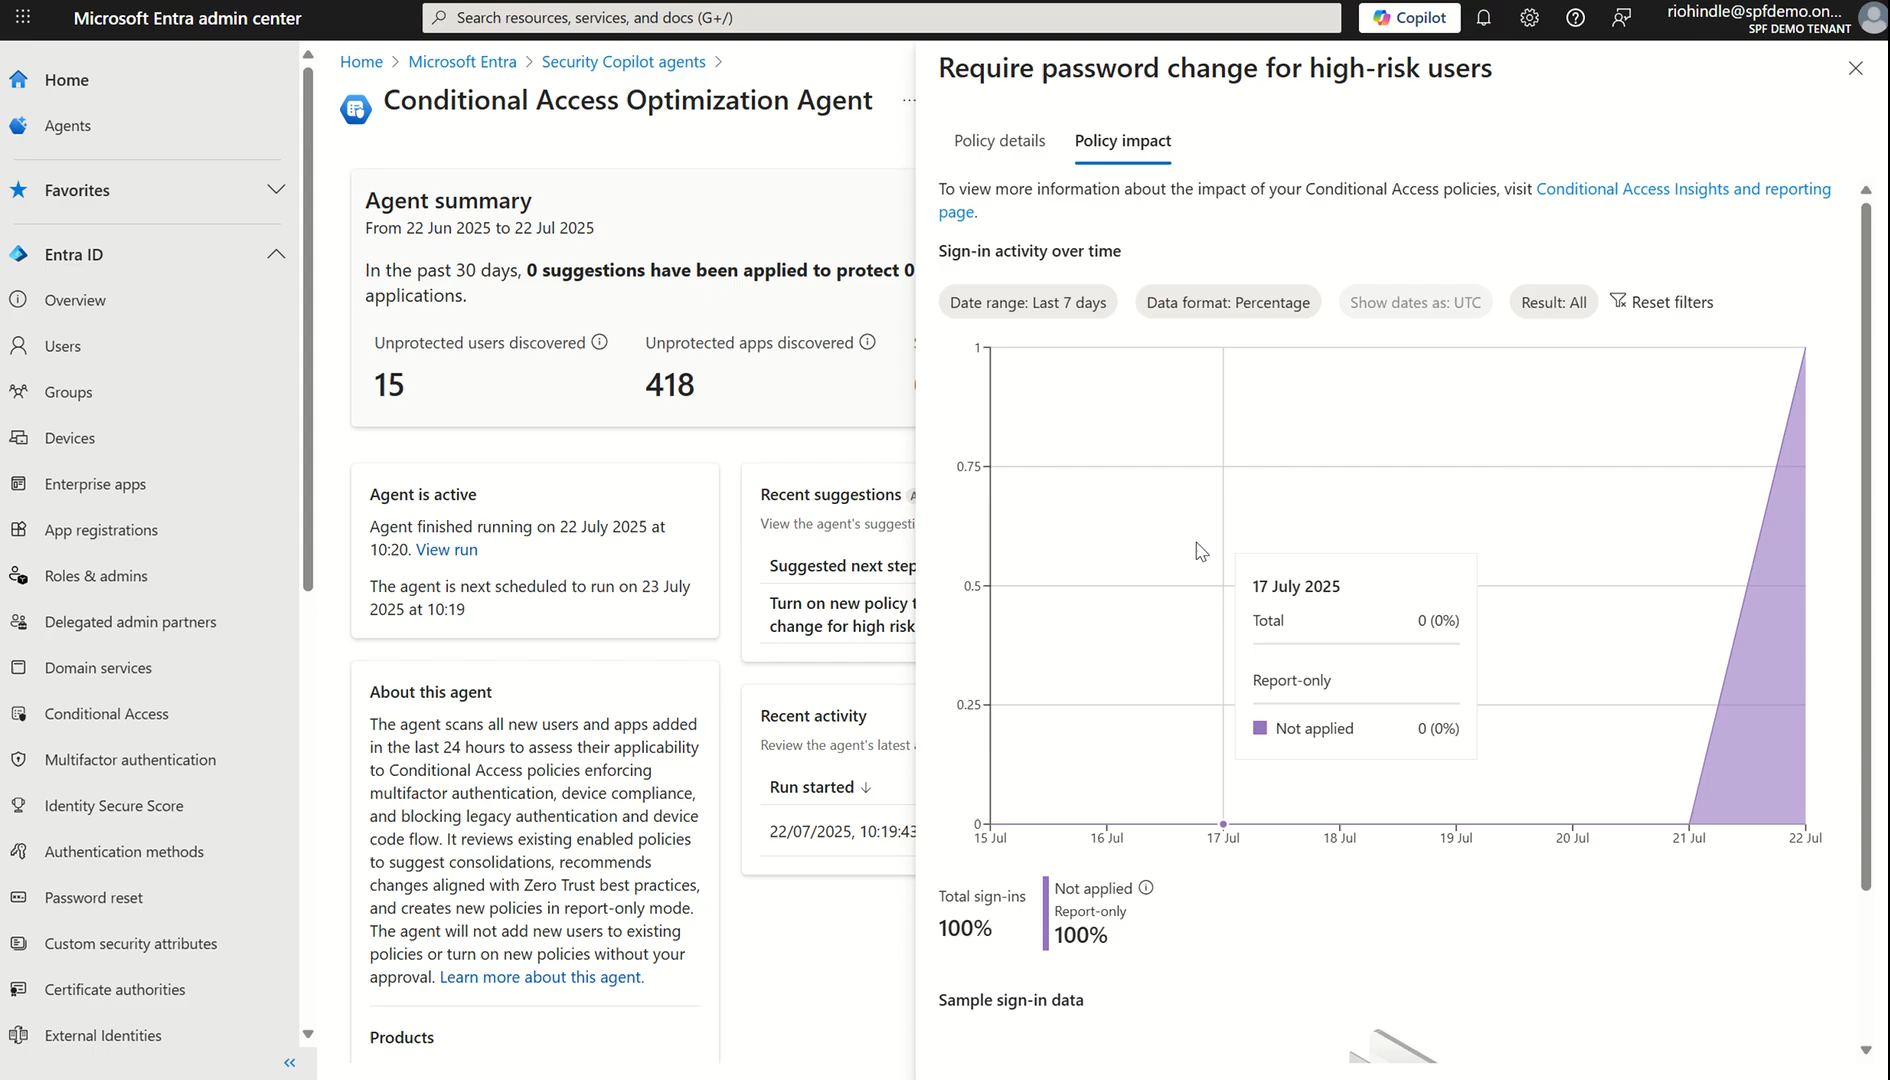 Microsoft Entra admin center
Search resources, services, and docs (G+/)
Copilot
riohindle@spfdemo.on...
SPF DEMO TENANT
Home
Agents
Favorites
Entra ID
Overview
Users
Groups
Devices
Enterprise apps
App registrations
Roles & admins
Delegated admin partners
Domain services
Conditional Access
Multifactor authentication
Identity Secure Score
Authentication methods
Password reset
Custom security attributes
Certificate authorities
External Identities
Home > Microsoft Entra > Security Copilot agents >
Conditional Access Optimization Agent ...
Agent summary
From 22 Jun 2025 to 22 Jul 2025
In the past 30 days, 0 suggestions have been applied to protect 0
applications.
Unprotected users discovered
15
Unprotected apps discovered
418
Agent is active
Agent finished running on 22 July 2025 at
10:20. View run
The agent is next scheduled to run on 23 July
2025 at 10:19
About this agent
The agent scans all new users and apps added
in the last 24 hours to assess their applicability
to Conditional Access policies enforcing
multifactor authentication, device compliance,
and blocking legacy authentication and device
code flow. It reviews existing enabled policies
to suggest consolidations, recommends
changes aligned with Zero Trust best practices,
and creates new policies in report-only mode.
The agent will not add new users to existing
policies or turn on new policies without your
approval. Learn more about this agent.
Products
Recent suggestions
View the agent's suggesti
Suggested next step
Turn on new policy t
change for high risk
Recent activity
Review the agent's latest
Run started ↓
22/07/2025, 10:19:43
Require password change for high-risk users
Policy details
Policy impact
To view more information about the impact of your Conditional Access policies, visit Conditional Access Insights and reporting
page.
Sign-in activity over time
Date range: Last 7 days
Data format: Percentage
Show dates as: UTC
Result: All
Reset filters
1
0.75
0.5
0.25
0
15 Jul
16 Jul
17 Jul
18 Jul
19 Jul
20 Jul
21 Jul
22 Jul
17 July 2025
Total 0 (0%)
Report-only
Not applied 0 (0%)
Total sign-ins
100%
Not applied
Report-only
100%
Sample sign-in data